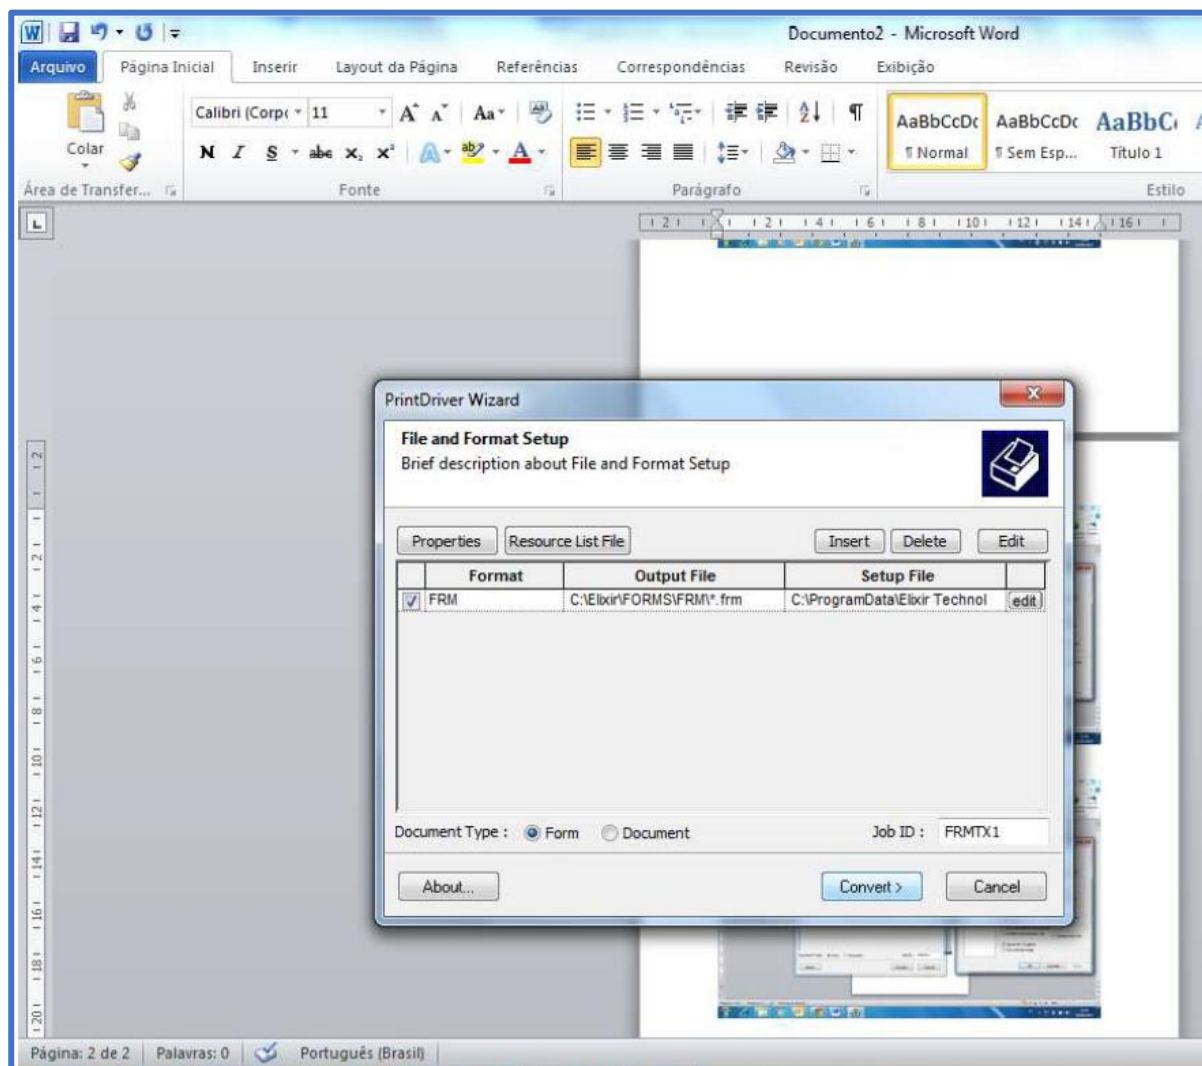 Documento2 - Microsoft Word
Arquivo Página Inicial Inserir Layout da Página Referências Correspondências Revisão Exibição
Calibri (Corpo 11
Colar
N I S abc x₂ x² A
AaBbCcDc AaBbCcDc AaBbC
¶ Normal ¶ Sem Esp... Título 1
Área de Transfer... Fonte Parágrafo Estilo
PrintDriver Wizard
File and Format Setup
Brief description about File and Format Setup
Properties Resource List File Insert Delete Edit
Format Output File Setup File
FRM C:\Elixir\FORMS\FRM\*.frm C:\ProgramData\Elixir Technol edit
Document Type : Form Document Job ID : FRMTX1
About... Convert > Cancel
Página: 2 de 2 Palavras: 0 Português (Brasil)